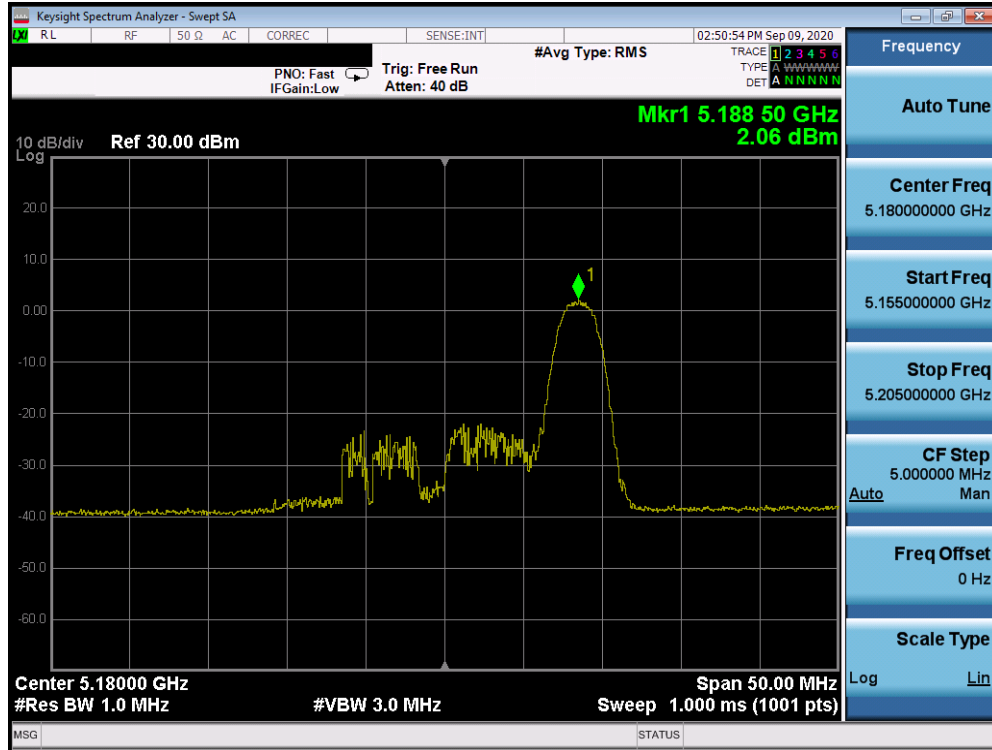 Keysight Spectrum Analyzer - Swept SA
LXI RL RF 50 Ω AC CORREC SENSE:INT 02:50:54 PM Sep 09, 2020
#Avg Type: RMS
TRACE 1 2 3 4 5 6
PNO: Fast Trig: Free Run TYPE A WWWWW
IFGain:Low Atten: 40 dB DET A N N N N N
Mkr1 5.188 50 GHz
2.06 dBm
10 dB/div Ref 30.00 dBm
Log
20.0
1
10.0
0.00
-10.0
-20.0
-30.0
-40.0
-50.0
-60.0
Center 5.18000 GHz Span 50.00 MHz
#Res BW 1.0 MHz #VBW 3.0 MHz Sweep 1.000 ms (1001 pts)
MSG STATUS
Frequency
Auto Tune
Center Freq
5.180000000 GHz
Start Freq
5.155000000 GHz
Stop Freq
5.205000000 GHz
CF Step
5.000000 MHz
Auto Man
Freq Offset
0 Hz
Scale Type
Log Lin